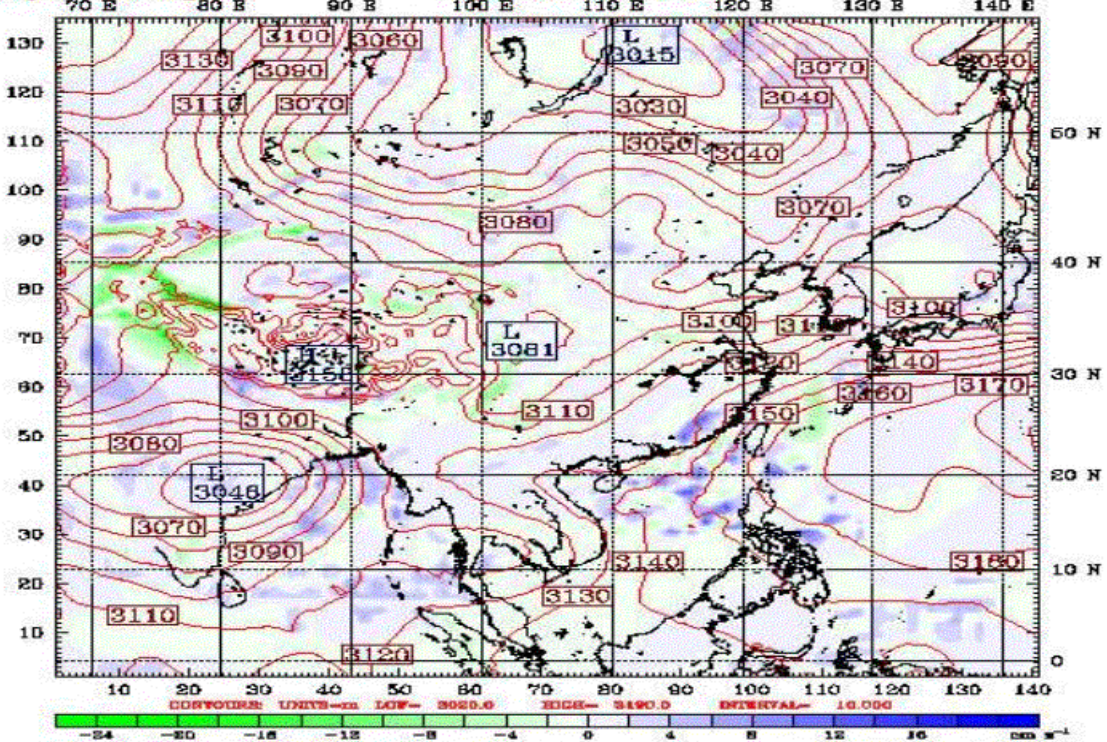 70 E 80 E 90 E 100 E 110 E 120 E 130 E 140 E
130
3100 3060 L
3015
3130 3090 3070 3090
120 3110 3070 3030 3040
110 3050 3040 60 N
100
3070
90 3080
40 N
80
3100
3100
70 L
3081 3140
60 30 N
3160 3170
3100 3110 3150
50 3080
L 20 N
40 3046
30 3070
3090 3140 3180
20 10 N
3130
10 3110
3120 0
10 20 30 40 50 60 70 80 90 100 110 120 130 140
CONTOURS: UNITS=m LOW= 3020.0 HIGH= 3190.0 INTERVAL= 10.000
-24 -20 -16 -12 -8 -4 0 4 8 12 16 cm s⁻¹